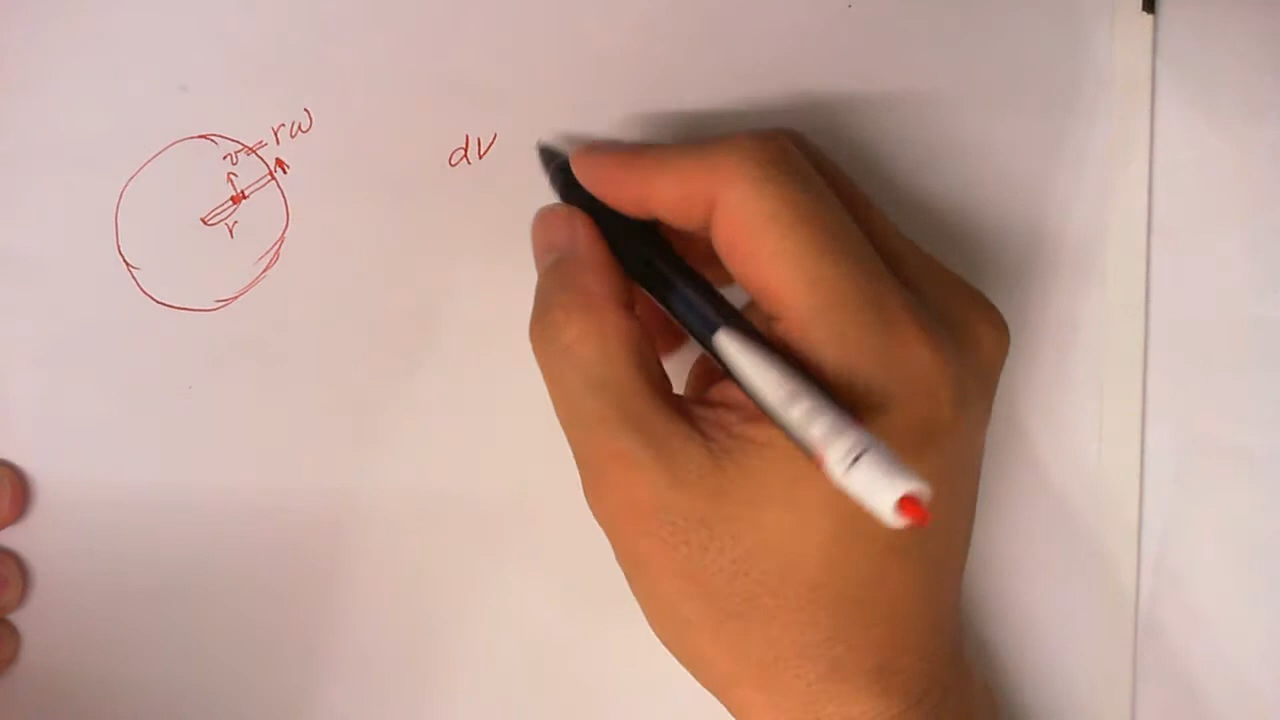 v = rω
r
dV